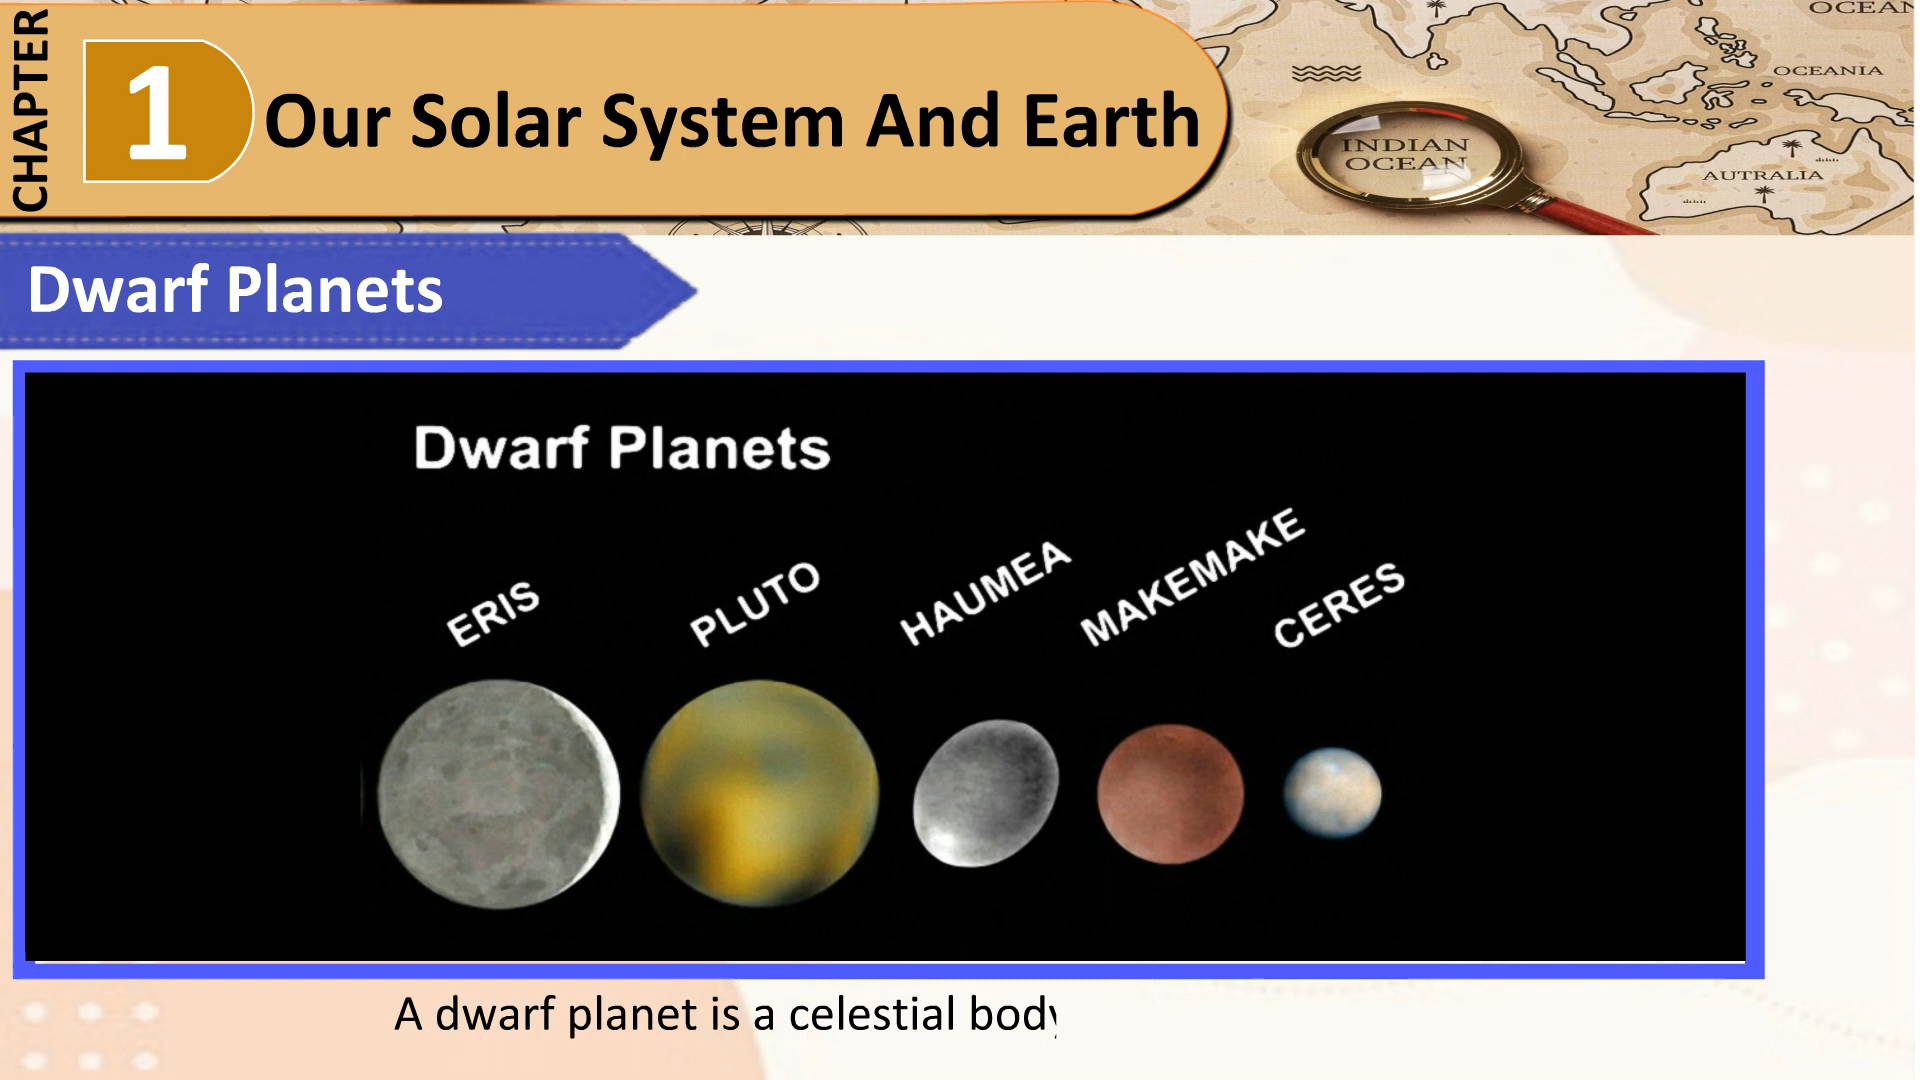 CHAPTER
1
Our Solar System And Earth
OCEANIA
INDIAN
OCEAN
AUTRALIA
Dwarf Planets
Dwarf Planets
ERIS
PLUTO
HAUMEA
MAKEMAKE
CERES
A dwarf planet is a celestial body